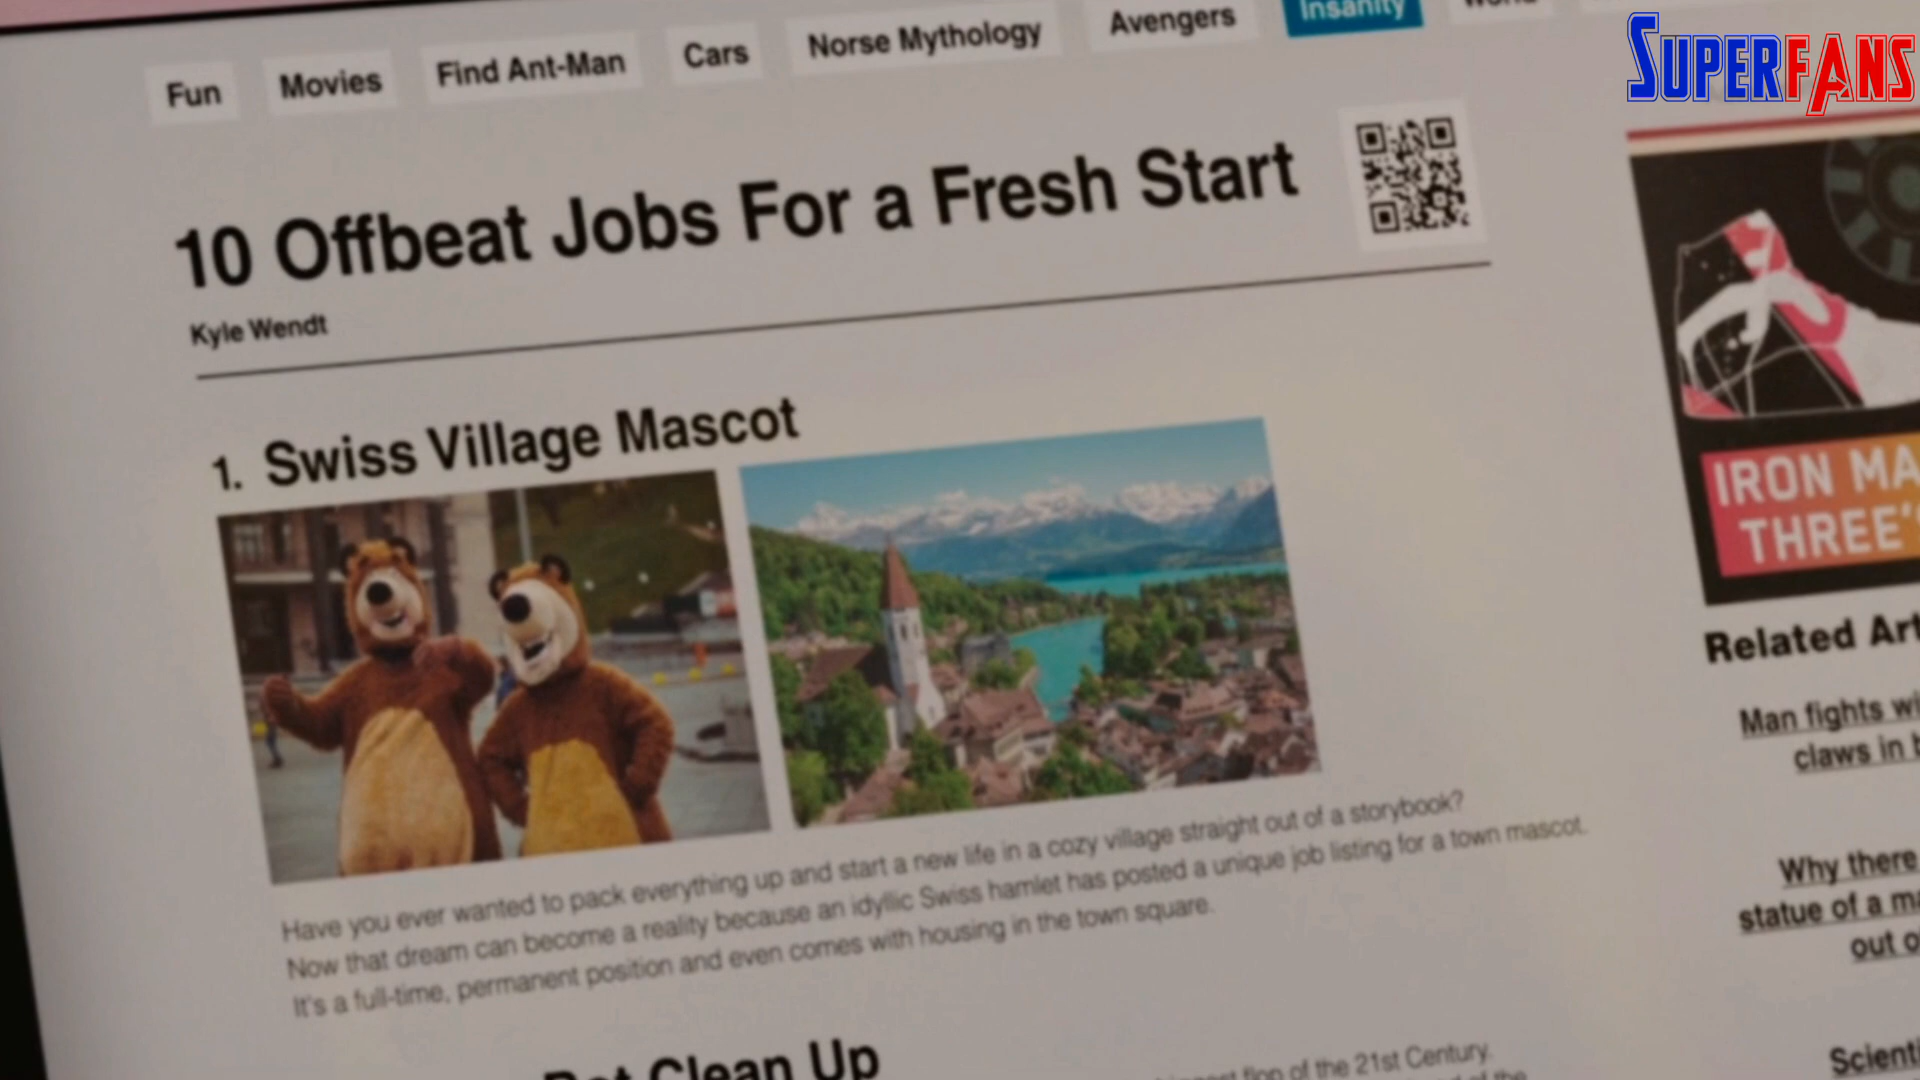 Fun Movies Find Ant-Man Cars Norse Mythology Avengers Insanity
SUPERFANS
10 Offbeat Jobs For a Fresh Start
Kyle Wendt
1. Swiss Village Mascot
Have you ever wanted to pack everything up and start a new life in a cozy village straight out of a storybook?
Now that dream can become a reality because an idyllic Swiss hamlet has posted a unique job listing for a town mascot.
It's a full-time, permanent position and even comes with housing in the town square.
Clean Up
flop of the 21st Century.
IRON
THREE'
Related
Man fights
claws in
Why there
statue of a
out